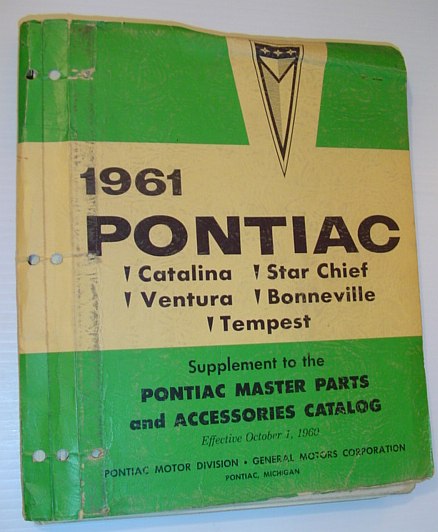 1961
PONTIAC
Catalina Star Chief
Ventura Bonneville
Tempest
Supplement to the
PONTIAC MASTER PARTS
and ACCESSORIES CATALOG
Effective October 1, 1960
PONTIAC MOTOR DIVISION • GENERAL MOTORS CORPORATION
PONTIAC, MICHIGAN